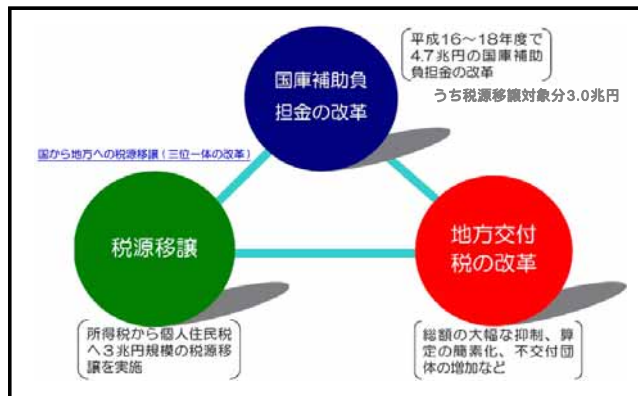 平成16～18年度で
4.7兆円の国庫補助
負担金の改革
うち税源移譲対象分3.0兆円
国庫補助負
担金の改革
国から地方への税源移譲（三位一体の改革）
税源移譲
地方交付
税の改革
所得税から個人住民税
へ３兆円規模の税源移
譲を実施
総額の大幅な抑制、算
定の簡素化、不交付団
体の増加など